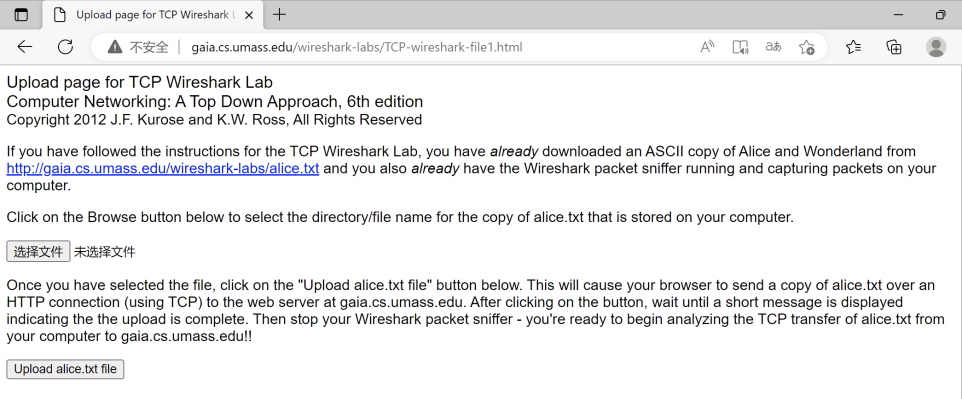 Upload page for TCP Wireshark L
不安全 gaia.cs.umass.edu/wireshark-labs/TCP-wireshark-file1.html
Upload page for TCP Wireshark Lab
Computer Networking: A Top Down Approach, 6th edition
Copyright 2012 J.F. Kurose and K.W. Ross, All Rights Reserved
If you have followed the instructions for the TCP Wireshark Lab, you have already downloaded an ASCII copy of Alice and Wonderland from
http://gaia.cs.umass.edu/wireshark-labs/alice.txt and you also already have the Wireshark packet sniffer running and capturing packets on your
computer.
Click on the Browse button below to select the directory/file name for the copy of alice.txt that is stored on your computer.
选择文件 未选择文件
Once you have selected the file, click on the "Upload alice.txt file" button below. This will cause your browser to send a copy of alice.txt over an
HTTP connection (using TCP) to the web server at gaia.cs.umass.edu. After clicking on the button, wait until a short message is displayed
indicating the the upload is complete. Then stop your Wireshark packet sniffer - you're ready to begin analyzing the TCP transfer of alice.txt from
your computer to gaia.cs.umass.edu!!
Upload alice.txt file